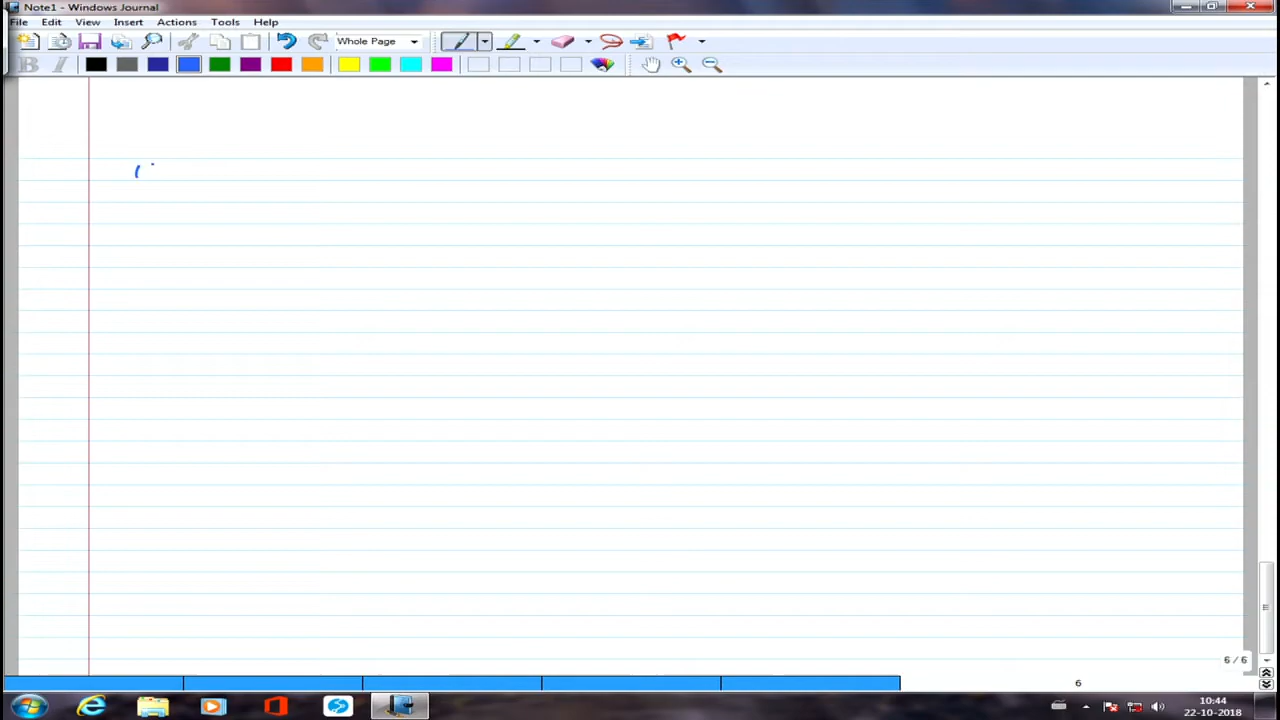 Note1 - Windows Journal
File Edit View Insert Actions Tools Help
Whole Page
B I
(
6 / 6
6
10:44
22-10-2018